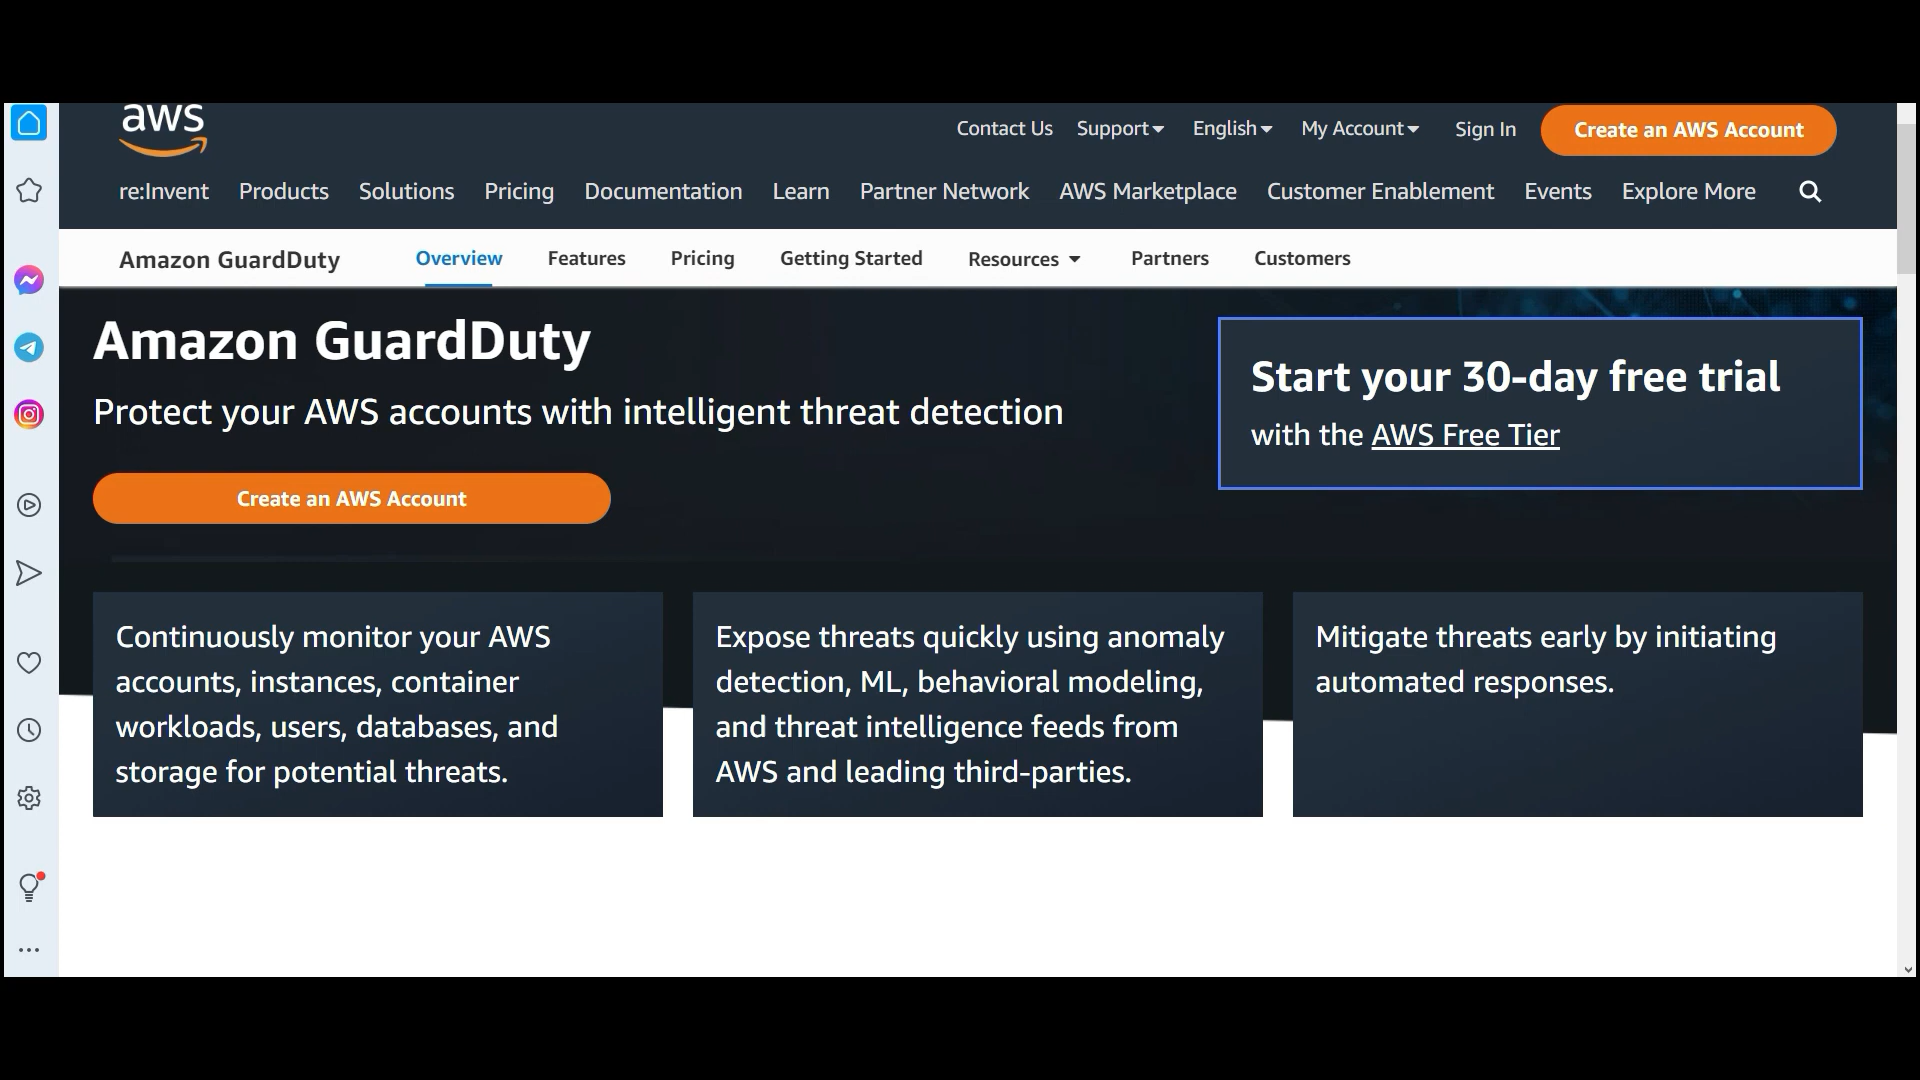 aws
Contact Us Support English My Account Sign In Create an AWS Account
re:Invent Products Solutions Pricing Documentation Learn Partner Network AWS Marketplace Customer Enablement Events Explore More
Amazon GuardDuty Overview Features Pricing Getting Started Resources Partners Customers
Amazon GuardDuty
Protect your AWS accounts with intelligent threat detection
Create an AWS Account
Start your 30-day free trial
with the AWS Free Tier
Continuously monitor your AWS
accounts, instances, container
workloads, users, databases, and
storage for potential threats.
Expose threats quickly using anomaly
detection, ML, behavioral modeling,
and threat intelligence feeds from
AWS and leading third-parties.
Mitigate threats early by initiating
automated responses.